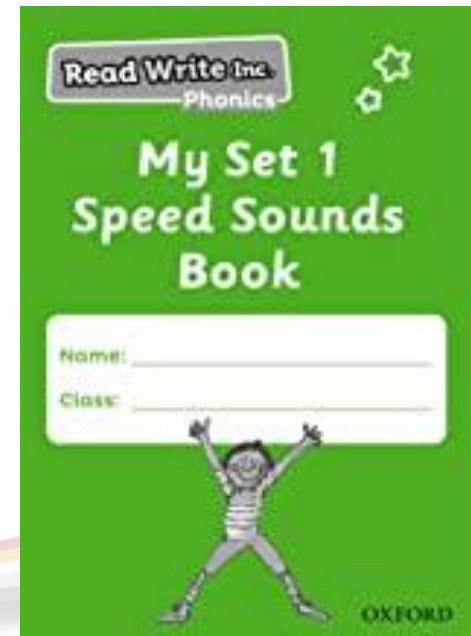 Read Write Inc.
Phonics
My Set 1
Speed Sounds
Book
Name:
Class:
OXFORD